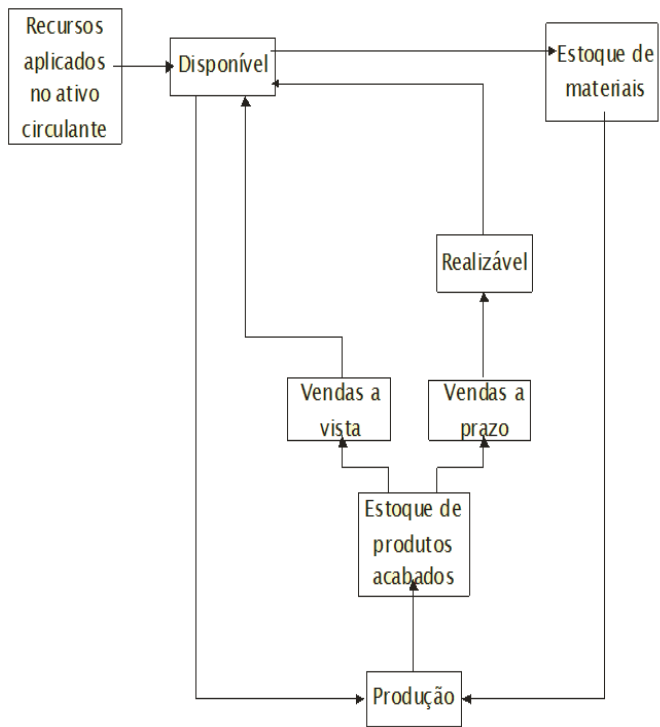 Recursos
aplicados
no ativo
circulante
Disponível
Estoque de
materiais
Realizável
Vendas a
vista
Vendas a
prazo
Estoque de
produtos
acabados
Produção